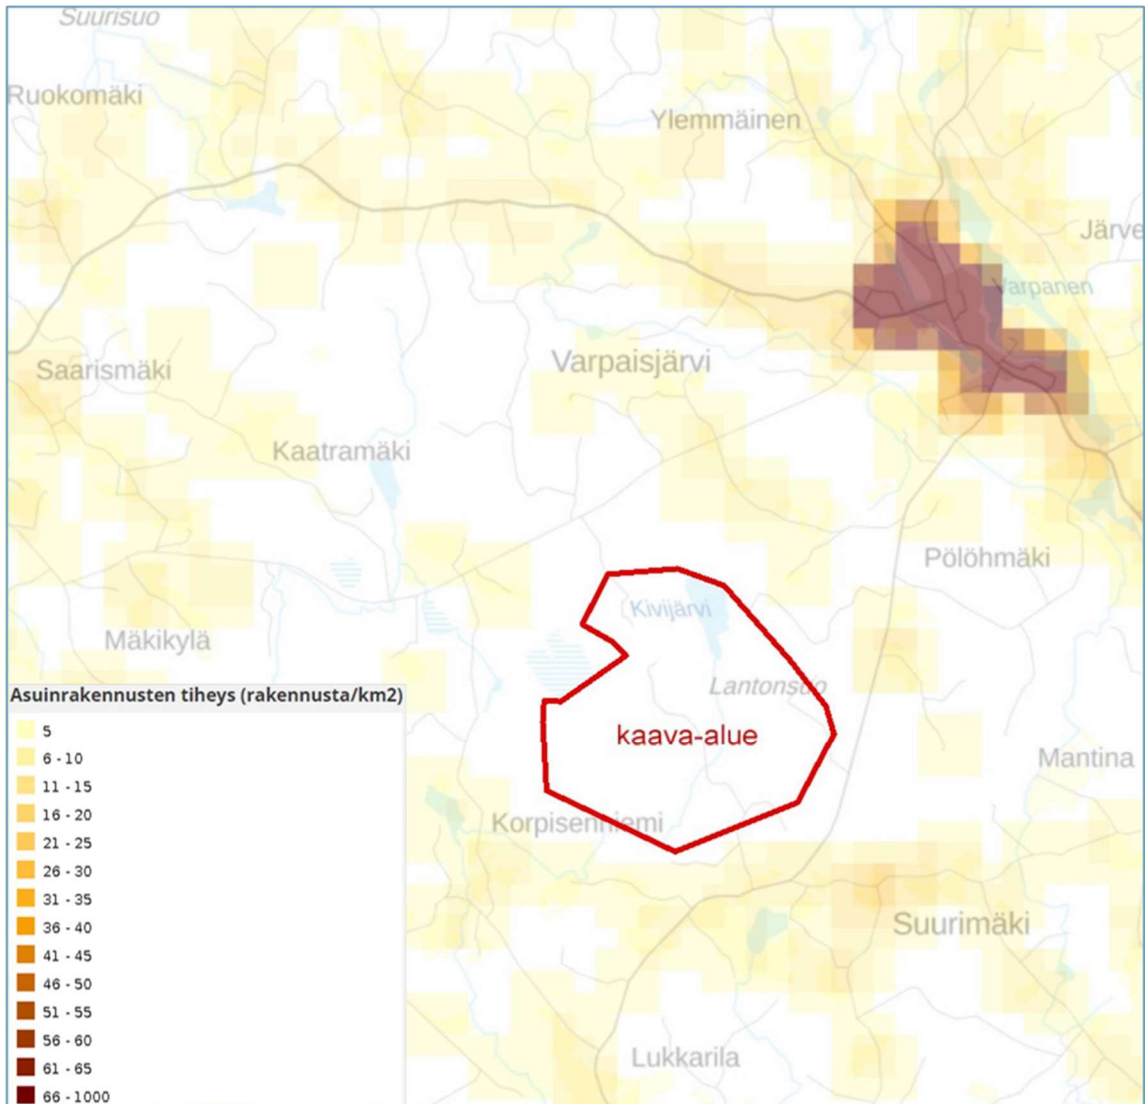 Suurisuo
Ruokomäki
Ylemmäinen
Järve
Varpanen
Varpaisjärvi
Saarismäki
Kaatramäki
Pölöhmäki
Kivijärvi
Mäkikylä
Lantonsuo
kaava-alue
Mantina
Korpisenniemi
Suurimäki
Lukkarila
Asuinrakennusten tiheys (rakennusta/km2)
5
6 - 10
11 - 15
16 - 20
21 - 25
26 - 30
31 - 35
36 - 40
41 - 45
46 - 50
51 - 55
56 - 60
61 - 65
66 - 1000